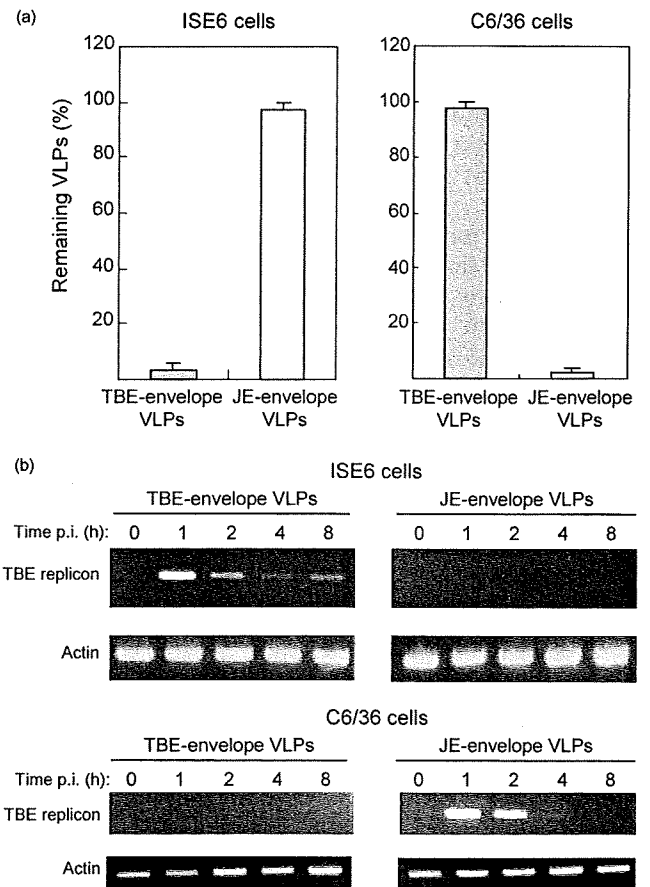 (a)
ISE6 cells
C6/36 cells
Remaining VLPs (%)
120
100
80
60
40
20
120
100
80
60
40
20
TBE-envelope VLPs
JE-envelope VLPs
TBE-envelope VLPs
JE-envelope VLPs
(b)
ISE6 cells
TBE-envelope VLPs
JE-envelope VLPs
Time p.i. (h): 0 1 2 4 8 0 1 2 4 8
TBE replicon
Actin
C6/36 cells
TBE-envelope VLPs
JE-envelope VLPs
Time p.i. (h): 0 1 2 4 8 0 1 2 4 8
TBE replicon
Actin